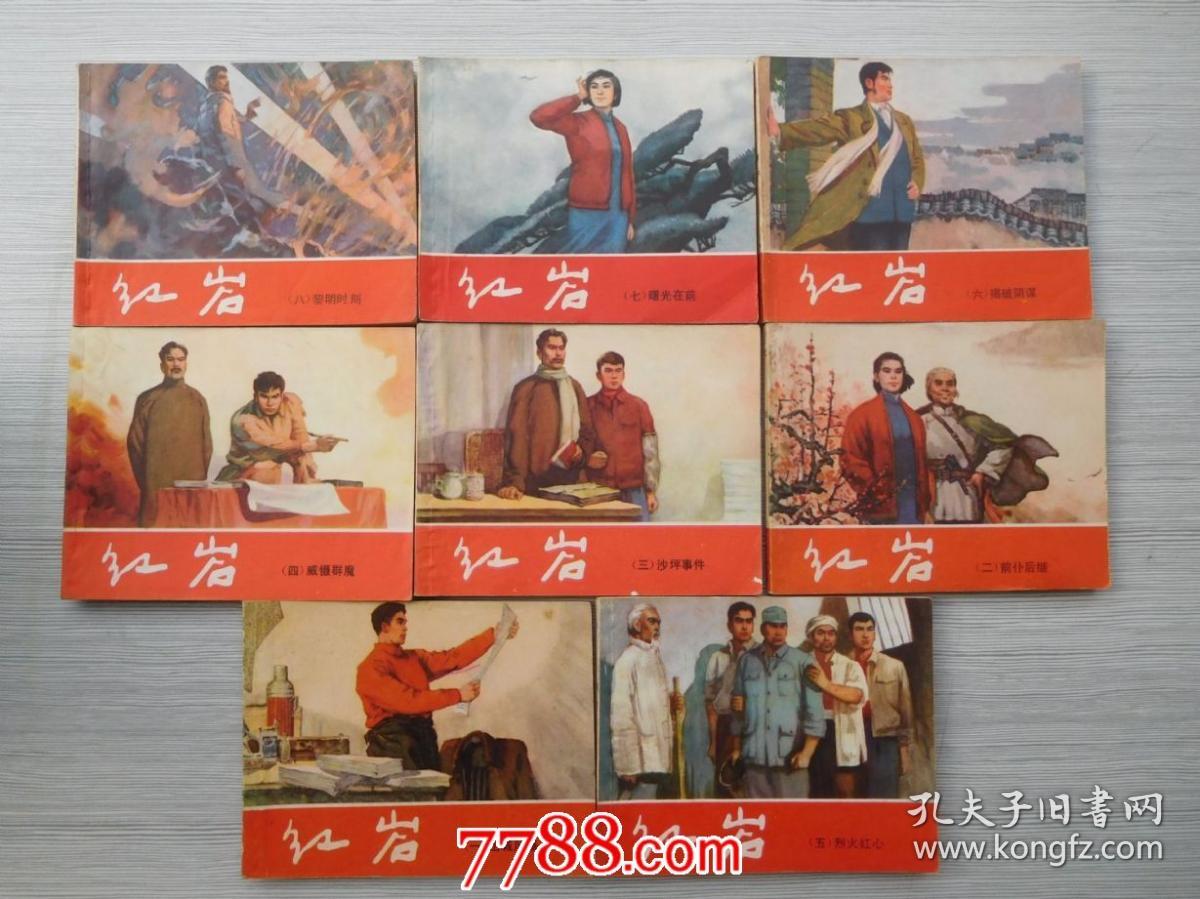 红岩
(八)黎明时刻
红岩
(七)曙光在前
红岩
(六)揭破阴谋
红岩
(四)威慑群魔
红岩
(三)沙坪事件
红岩
(二)前仆后继
红岩
岩
(五)烈火红心
7788.com
孔夫子旧书网
www.kongfz.com